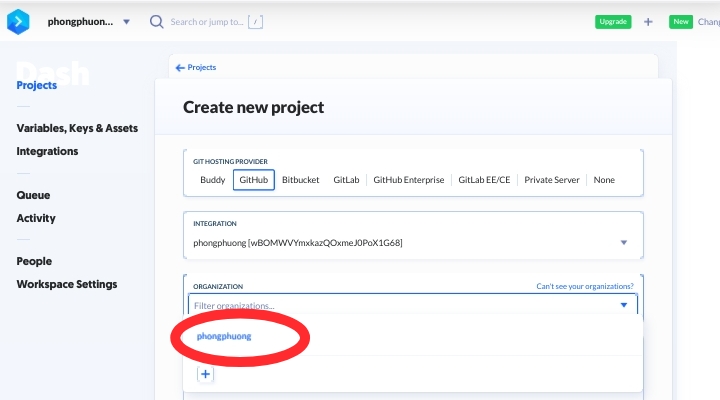 phongphuon...
Search or jump to... [/]
Upgrade
+
New
Chang
Dash
Projects
Variables, Keys & Assets
Integrations
Queue
Activity
People
Workspace Settings
Projects
Create new project
GIT HOSTING PROVIDER
Buddy GitHub Bitbucket GitLab GitHub Enterprise GitLab EE/CE Private Server None
INTEGRATION
phongphuong [wBOMWVYmxkazQOxmeJ0PoX1G68]
ORGANIZATION
Can't see your organizations?
Filter organizations...
phongphuong
+